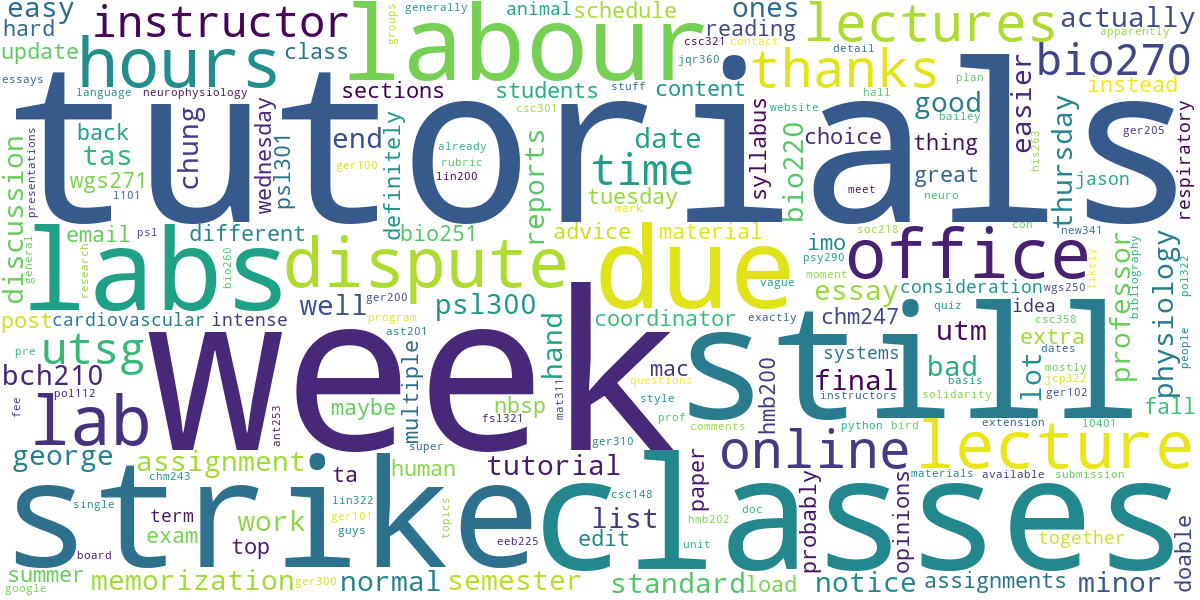 easy
instructor
labour
generally
animal
schedule
ones
lectures
actually
hard
groups
reading
apparently
update
hours
class
csc321
contact
jqr360
detail
thanks
bio270
essays
language
neurophysiology
sections
students
stuff
content
website
plan
instead
tutorials
csc301
hall
good
bailey
easier
presentations
back
chung
wednesday
end
definitely
already
date
syllabus
choice
thing
thursday
ger205
tas
psl301
ger100
rubric
reports
time
bio220
his263
respiratory
wgs271
lin200
tuesday
great
jason
discussion
1101
mark
meet
neuro
email
psl
different
bio251
advice
material
soc218
con
new341
general
research
labs
bio260
dispute
due
imo
psy290
office
likely
professor
bibliography
physiology
pol322
well
ger200
psl300
moment
vague
essay
consideration
wgs250
post
cardiovascular
intense
program
coordinator
exactly
chm247
quiz
idea
people
utsg
ast201
hand
week
still
utm
csc358
extra
pre
multiple
mac
systems
dates
bch210
pol112
questions
final
instructors
bad
basis
lot
mostly
jcp322
fee
lab
ant253
maybe
nbsp
fsl321
mat311
style
hmb200
solidarity
ger102
fall
super
prof
comments
python
bird
extension
10401
george
assignment
ger310
online
lecture
chm243
ta
human
tutorial
paper
probably
opinions
materials
available
submission
strike
classes
single
lin322
topics
csc148
doc
term
ger101
work
list
hmb202
exam
guys
eeb225
edit
together
board
top
unit
doable
summer
google
memorization
ger300
normal
semester
standard
load
notice
assignments
minor